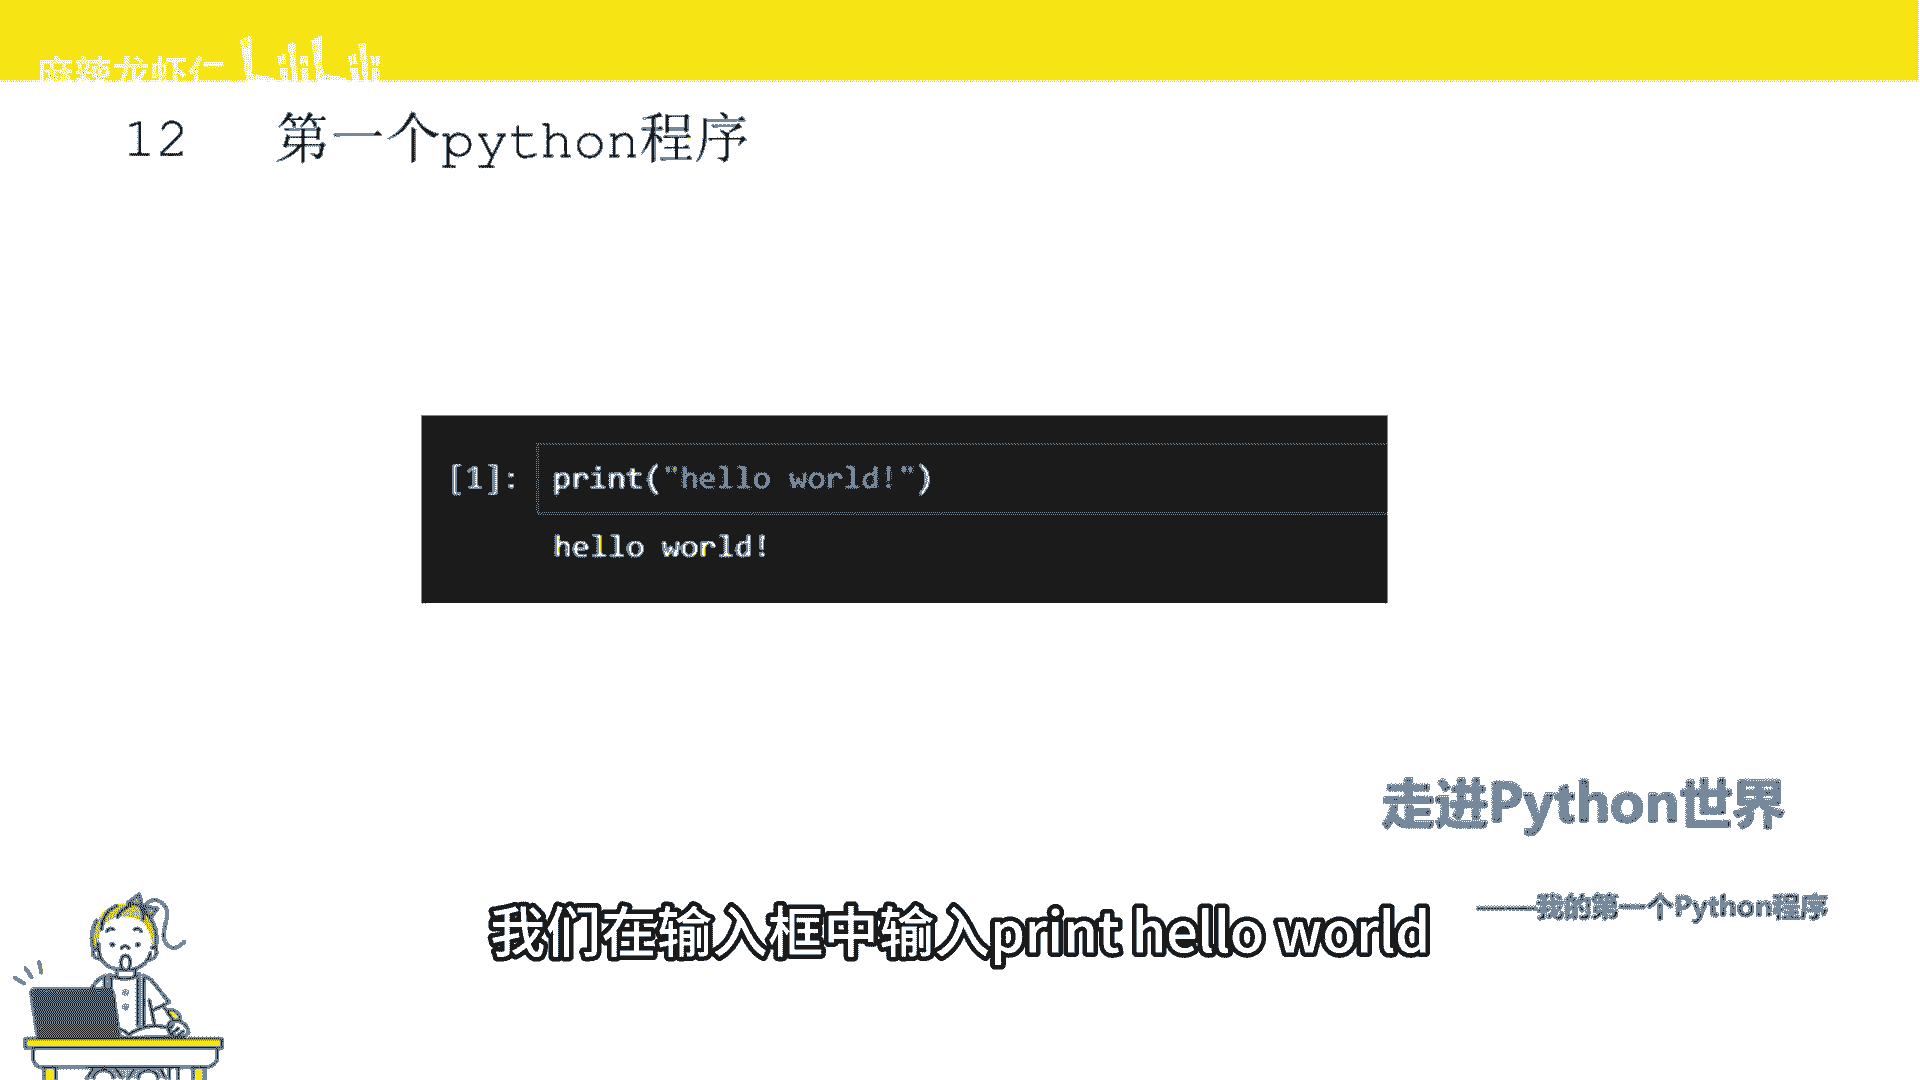 麻辣龙虾仁 bilibili
12 第一个python程序
[1]: print("hello world!")
hello world!
走进Python世界
——我的第一个Python程序
我们在输入框中输入print hello world